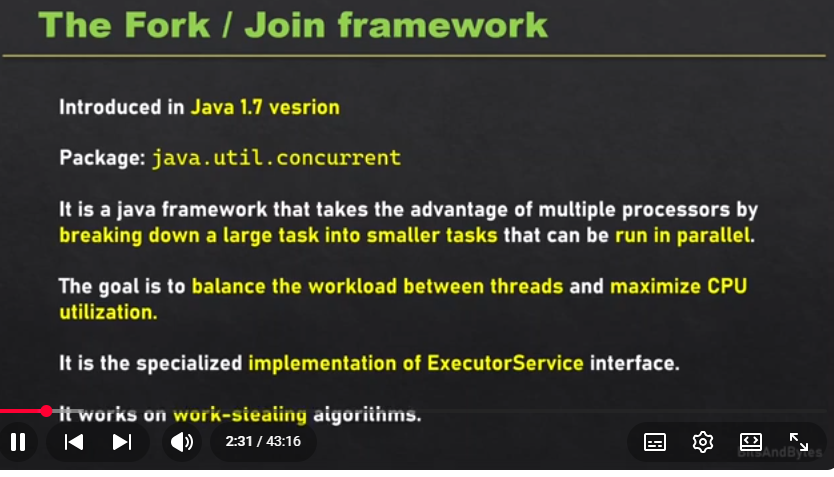 The Fork / Join framework
Introduced in Java 1.7 vesrion
Package: java.util.concurrent
It is a java framework that takes the advantage of multiple processors by
breaking down a large task into smaller tasks that can be run in parallel.
The goal is to balance the workload between threads and maximize CPU
utilization.
It is the specialized implementation of ExecutorService interface.
It works on work-stealing algorithms.
2:31 / 43:16
BitsAndBytes